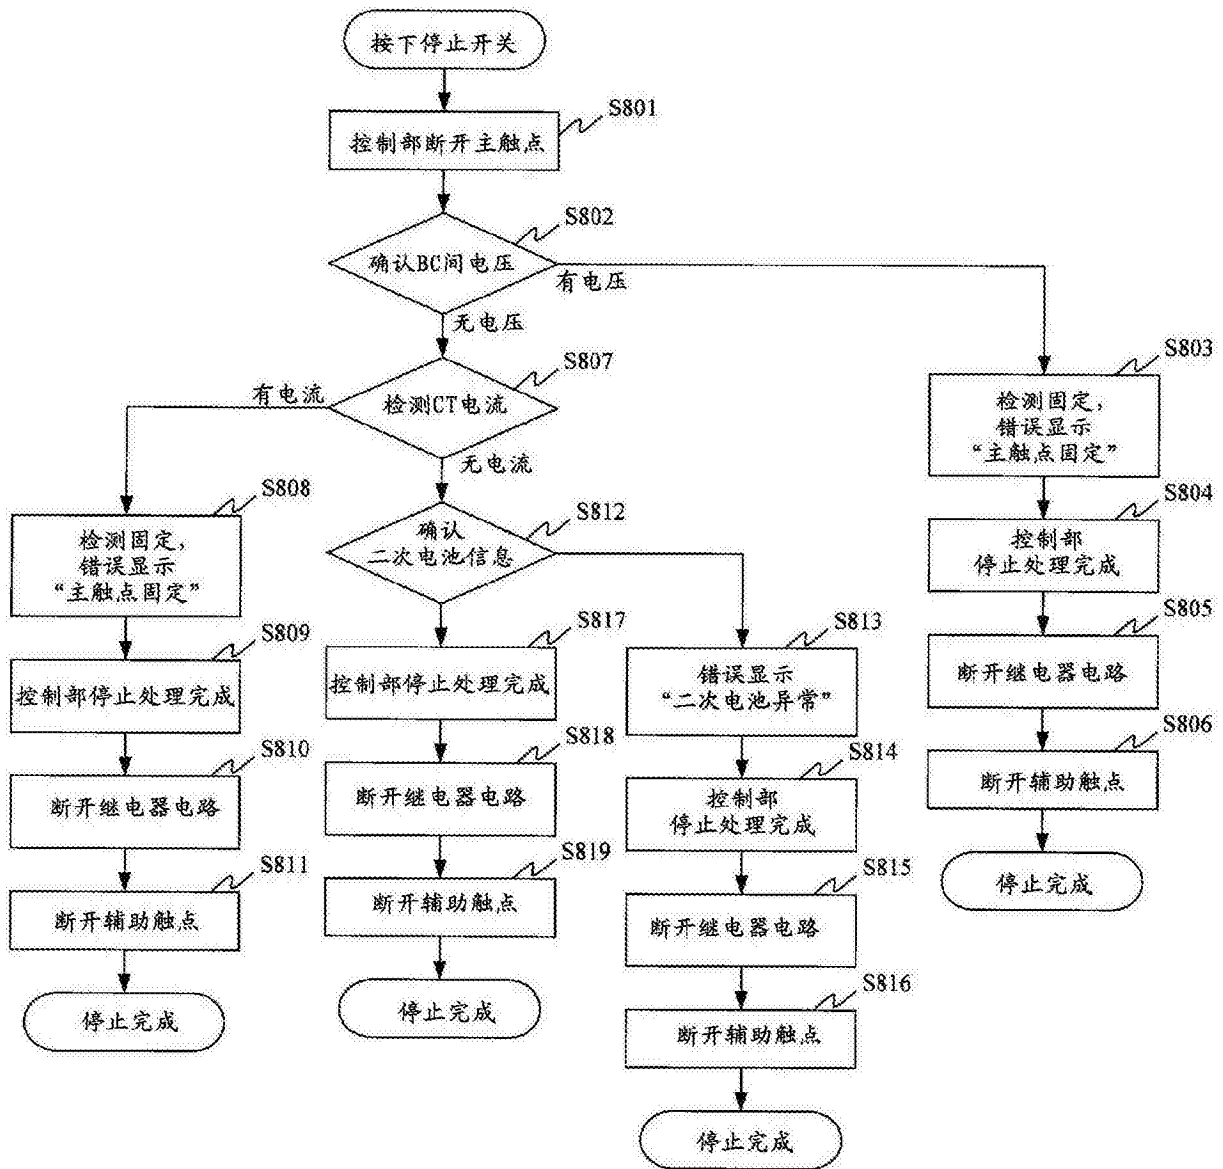 按下停止开关
S801
控制部断开主触点
S802
确认BC间电压
有电压
无电压
S807
检测CT电流
有电流
无电流
S803
检测固定，
错误显示
“主触点固定”
S804
控制部
停止处理完成
S805
断开继电器电路
S806
断开辅助触点
停止完成
S808
检测固定，
错误显示
“主触点固定”
S809
控制部停止处理完成
S810
断开继电器电路
S811
断开辅助触点
停止完成
S812
确认
二次电池信息
S817
控制部停止处理完成
S818
断开继电器电路
S819
断开辅助触点
停止完成
S813
错误显示
“二次电池异常”
S814
控制部
停止处理完成
S815
断开继电器电路
S816
断开辅助触点
停止完成